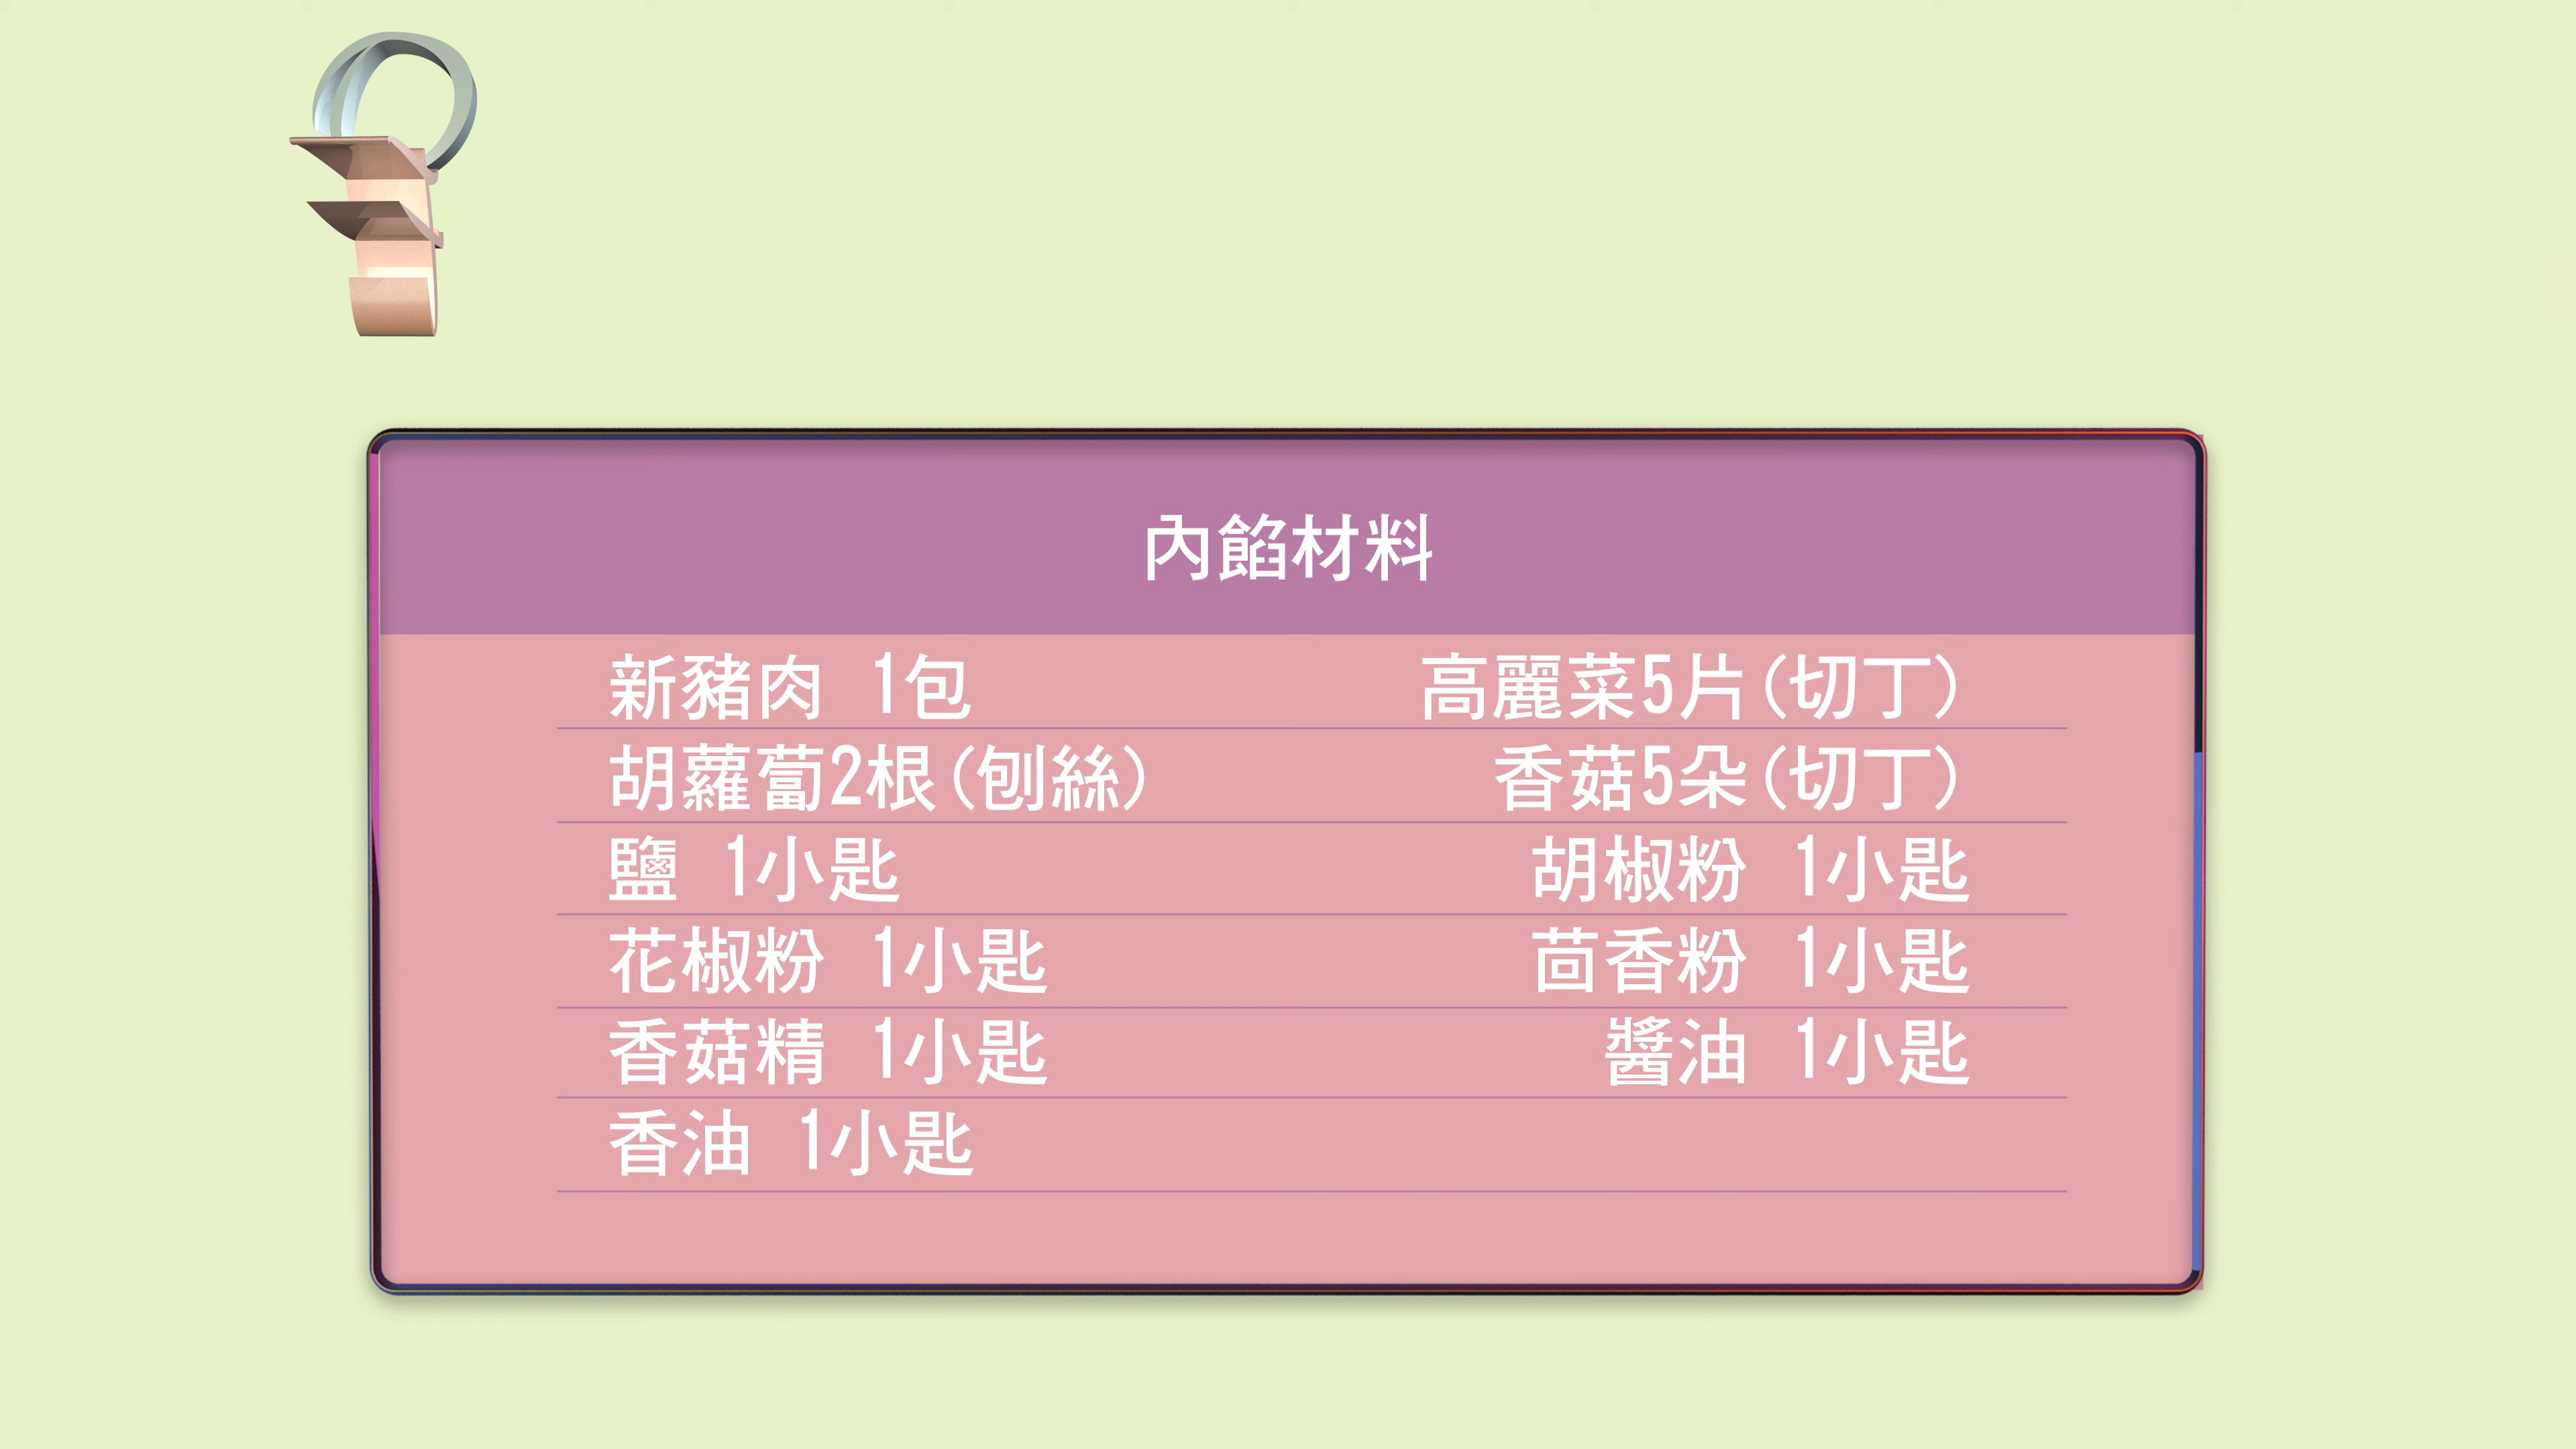 內餡材料
新豬肉 1包 高麗菜5片(切丁)
胡蘿蔔2根(刨絲) 香菇5朵(切丁)
鹽 1小匙 胡椒粉 1小匙
花椒粉 1小匙 茴香粉 1小匙
香菇精 1小匙 醬油 1小匙
香油 1小匙